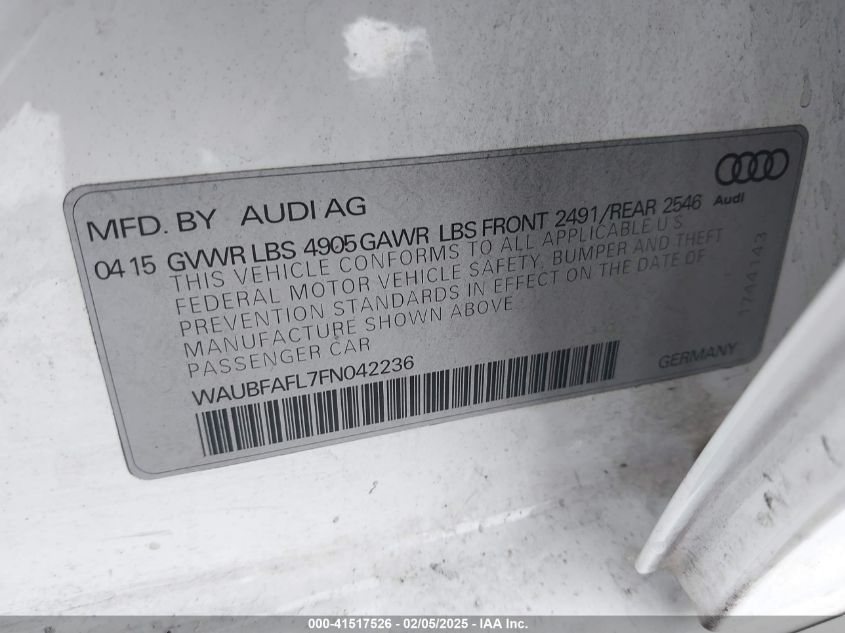 MFD. BY AUDI AG
Audi
04 15 GVWR LBS 4905 GAWR LBS FRONT 2491/REAR 2546
THIS VEHICLE CONFORMS TO ALL APPLICABLE U S
FEDERAL MOTOR VEHICLE SAFETY, BUMPER AND THEFT
PREVENTION STANDARDS IN EFFECT ON THE DATE OF
MANUFACTURE SHOWN ABOVE.
PASSENGER CAR
1744143
WAUBFAFL7FN042236
GERMANY
000-41517526 - 02/05/2025 - IAA Inc.